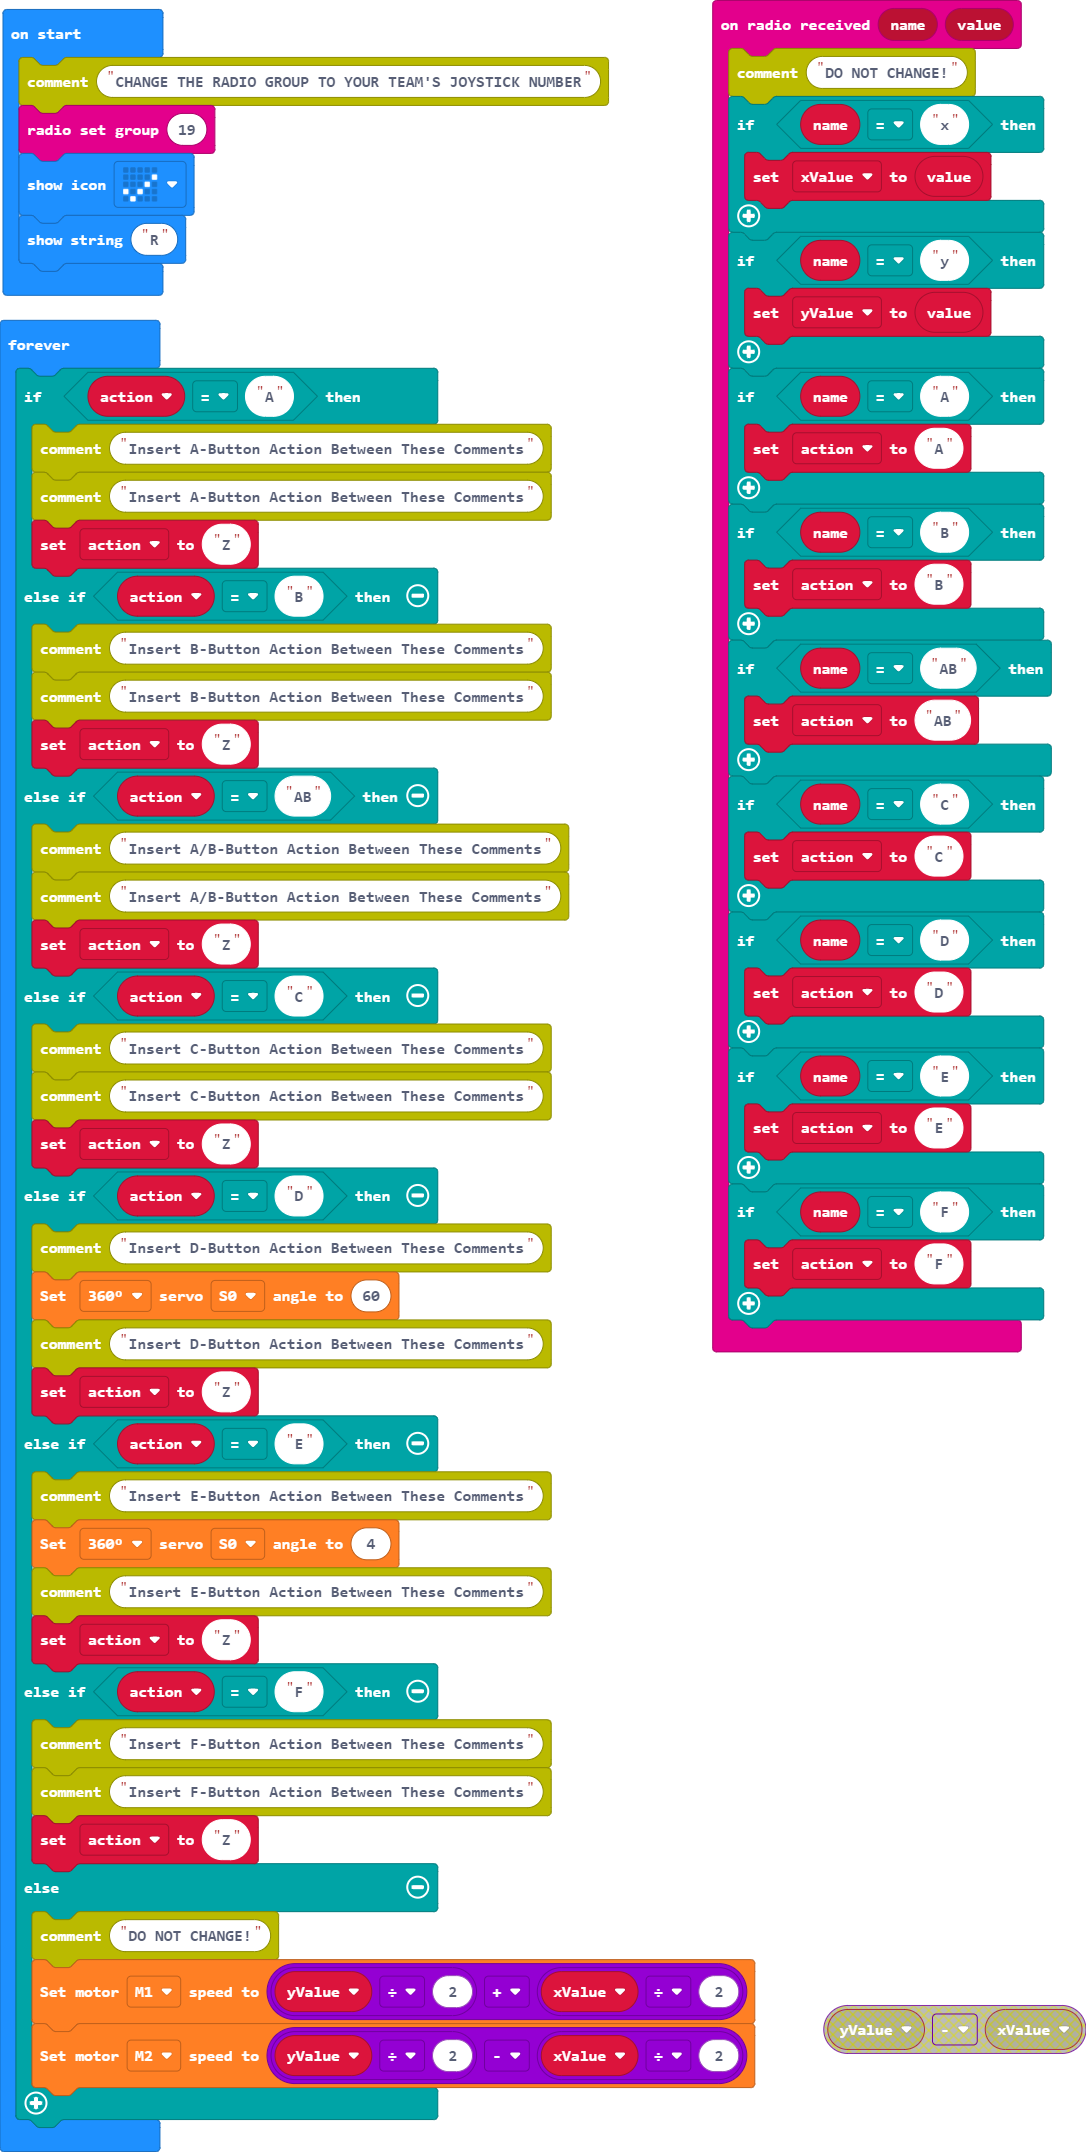 on start
comment "CHANGE THE RADIO GROUP TO YOUR TEAM'S JOYSTICK NUMBER"
radio set group 19
show icon
show string "R"
forever
if action = "A" then
comment "Insert A-Button Action Between These Comments"
comment "Insert A-Button Action Between These Comments"
set action to "Z"
else if action = "B" then
comment "Insert B-Button Action Between These Comments"
comment "Insert B-Button Action Between These Comments"
set action to "Z"
else if action = "AB" then
comment "Insert A/B-Button Action Between These Comments"
comment "Insert A/B-Button Action Between These Comments"
set action to "Z"
else if action = "C" then
comment "Insert C-Button Action Between These Comments"
comment "Insert C-Button Action Between These Comments"
set action to "Z"
else if action = "D" then
comment "Insert D-Button Action Between These Comments"
Set 360º servo S0 angle to 60
comment "Insert D-Button Action Between These Comments"
set action to "Z"
else if action = "E" then
comment "Insert E-Button Action Between These Comments"
Set 360º servo S0 angle to 4
comment "Insert E-Button Action Between These Comments"
set action to "Z"
else if action = "F" then
comment "Insert F-Button Action Between These Comments"
comment "Insert F-Button Action Between These Comments"
set action to "Z"
else
comment "DO NOT CHANGE!"
Set motor M1 speed to yValue ÷ 2 + xValue ÷ 2
Set motor M2 speed to yValue ÷ 2 - xValue ÷ 2
on radio received name value
comment "DO NOT CHANGE!"
if name = "x" then
set xValue to value
if name = "y" then
set yValue to value
if name = "A" then
set action to "A"
if name = "B" then
set action to "B"
if name = "AB" then
set action to "AB"
if name = "C" then
set action to "C"
if name = "D" then
set action to "D"
if name = "E" then
set action to "E"
if name = "F" then
set action to "F"
yValue - xValue